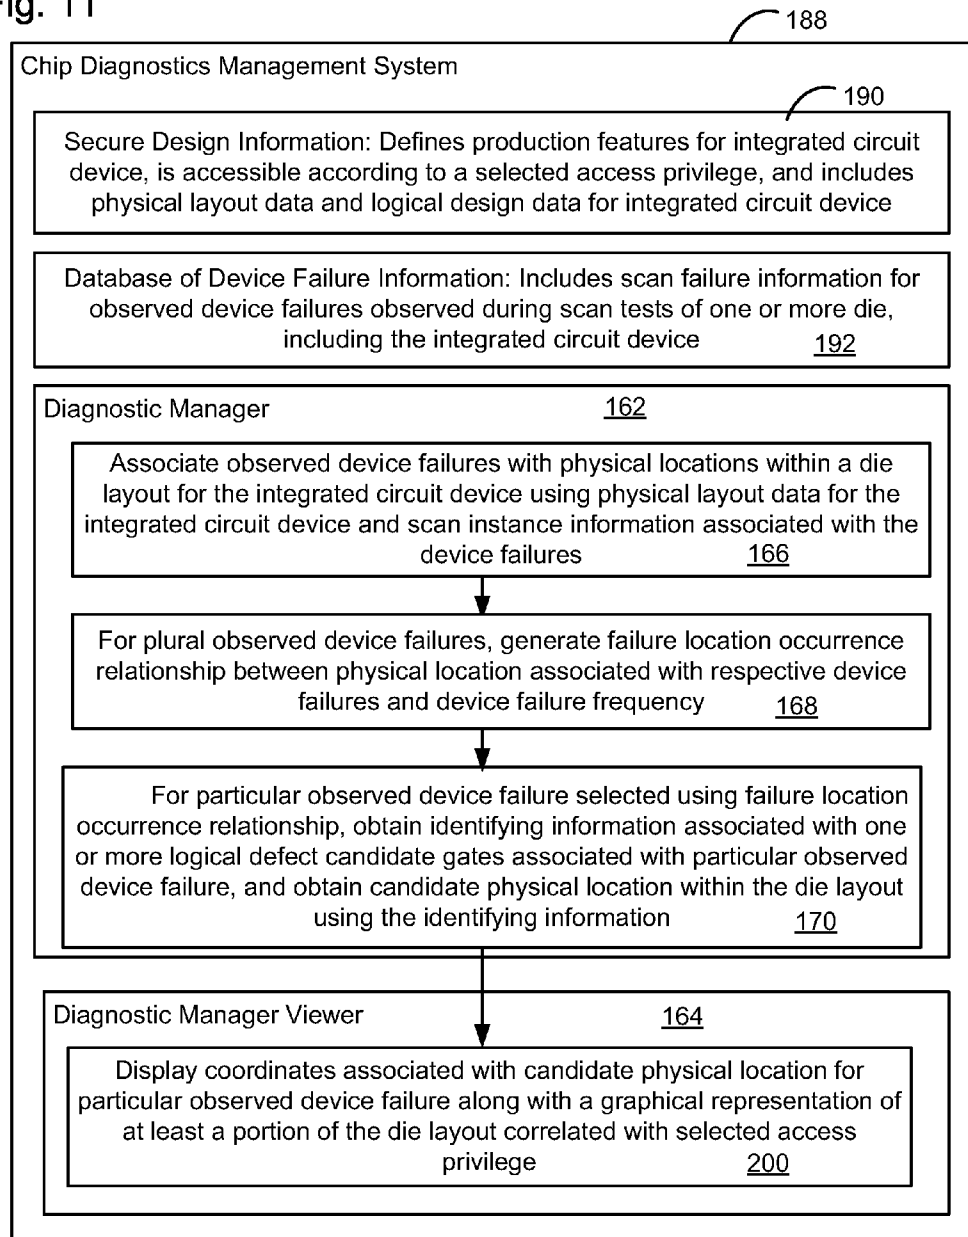 Fig. 11
188
Chip Diagnostics Management System
190
Secure Design Information: Defines production features for integrated circuit
device, is accessible according to a selected access privilege, and includes
physical layout data and logical design data for integrated circuit device
Database of Device Failure Information: Includes scan failure information for
observed device failures observed during scan tests of one or more die,
including the integrated circuit device 192
Diagnostic Manager 162
Associate observed device failures with physical locations within a die
layout for the integrated circuit device using physical layout data for the
integrated circuit device and scan instance information associated with the
device failures 166
For plural observed device failures, generate failure location occurrence
relationship between physical location associated with respective device
failures and device failure frequency 168
For particular observed device failure selected using failure location
occurrence relationship, obtain identifying information associated with one
or more logical defect candidate gates associated with particular observed
device failure, and obtain candidate physical location within the die layout
using the identifying information 170
Diagnostic Manager Viewer 164
Display coordinates associated with candidate physical location for
particular observed device failure along with a graphical representation of
at least a portion of the die layout correlated with selected access
privilege 200